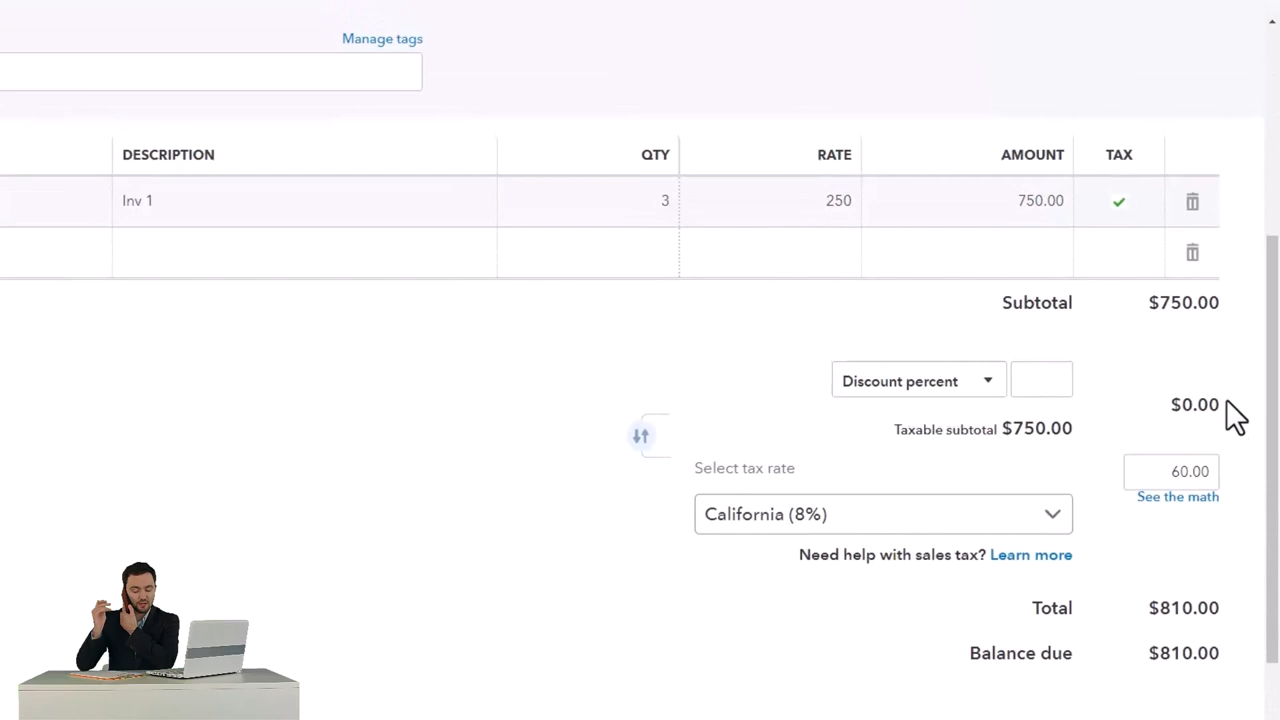 Manage tags
DESCRIPTION QTY RATE AMOUNT TAX
Inv 1 3 250 750.00
Subtotal $750.00
Discount percent
$0.00
Taxable subtotal $750.00
Select tax rate
60.00
See the math
California (8%)
Need help with sales tax? Learn more
Total $810.00
Balance due $810.00